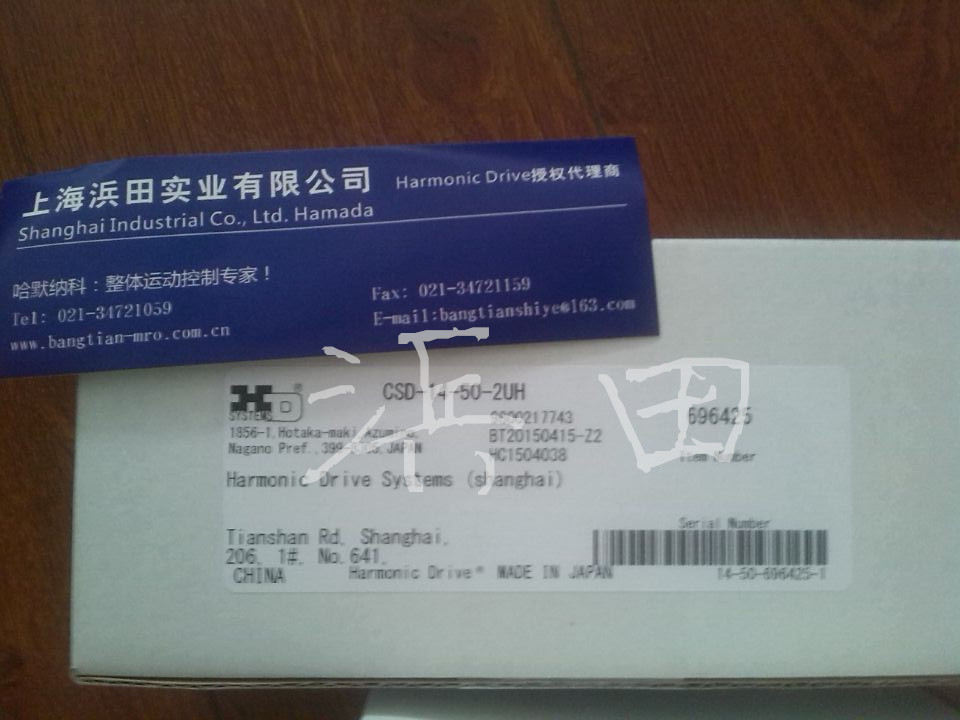 上海浜田实业有限公司 Harmonic Drive授权代理商
Shanghai Industrial Co., Ltd. Hamada
哈默纳科：整体运动控制专家！
Tel: 021-34721059 Fax: 021-34721159
www.bangtian-mro.com.cn E-mail:bangtianshiye@163.com
浜田
HD®
SYSTEMS
CSD-14-50-2UH
696425
1856-1, Hotaka-maki, Azumino,
BT20150415-Z2
Nagano Pref., JAPAN
HC1504038
Item Number
Harmonic Drive Systems (shanghai)
Serial Number
Tianshan Rd, Shanghai,
206, 1#, No.641,
CHINA Harmonic Drive® MADE IN JAPAN 14-50-696425-1